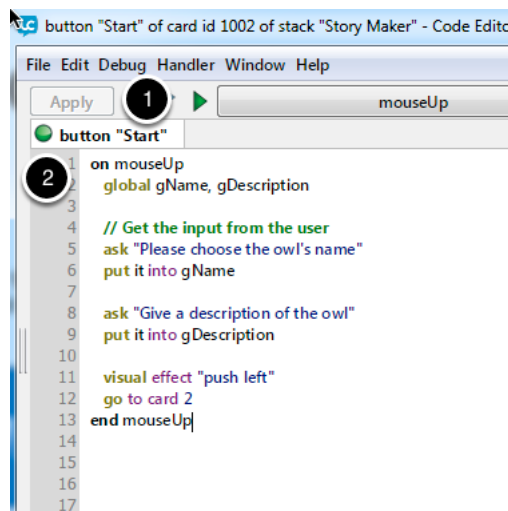 button "Start" of card id 1002 of stack "Story Maker" - Code Edito
File Edit Debug Handler Window Help
Apply 1 mouseUp
button "Start"
2
1 on mouseUp
2 global gName, gDescription
3
4 // Get the input from the user
5 ask "Please choose the owl's name"
6 put it into gName
7
8 ask "Give a description of the owl"
9 put it into gDescription
10
11 visual effect "push left"
12 go to card 2
13 end mouseUp
14
15
16
17